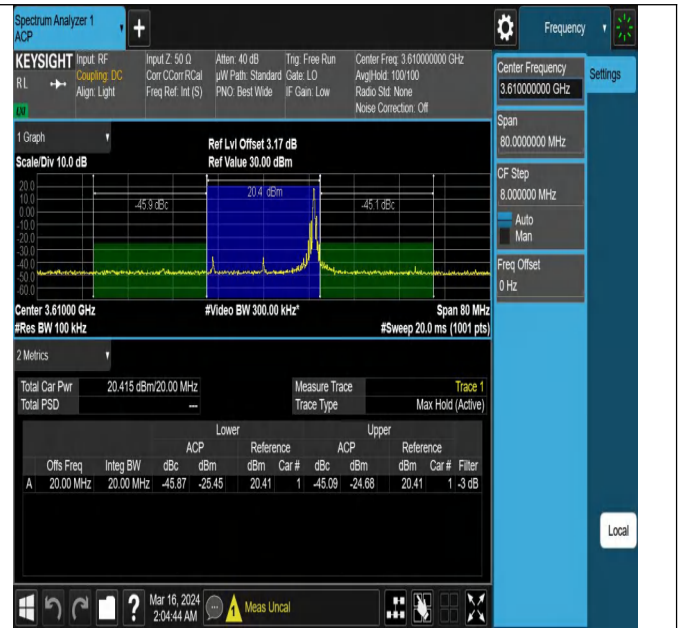 Spectrum Analyzer 1
ACP
+
Frequency
KEYSIGHT
RL
LXI
Input: RF
Coupling: DC
Align: Light
Input Z: 50 Ω
Corr CCorr RCal
Freq Ref: Int (S)
Atten: 40 dB
µW Path: Standard
PNO: Best Wide
Trig: Free Run
Gate: LO
IF Gain: Low
Center Freq: 3.610000000 GHz
Avg|Hold: 100/100
Radio Std: None
Noise Correction: Off
Center Frequency
3.610000000 GHz
Settings
Span
80.0000000 MHz
CF Step
8.000000 MHz
Auto
Man
Freq Offset
0 Hz
Local
1 Graph
Scale/Div 10.0 dB
Ref Lvl Offset 3.17 dB
Ref Value 30.00 dBm
20.0
10.0
0.00
-10.0
-20.0
-30.0
-40.0
-50.0
-60.0
-45.9 dBc
20.4 dBm
-45.1 dBc
Center 3.61000 GHz
#Video BW 300.00 kHz*
Span 80 MHz
#Res BW 100 kHz
#Sweep 20.0 ms (1001 pts)
2 Metrics
Total Car Pwr 20.415 dBm/20.00 MHz
Total PSD ---
Measure Trace Trace 1
Trace Type Max Hold (Active)
Lower Upper
ACP Reference ACP Reference
Offs Freq Integ BW dBc dBm dBm Car # dBc dBm dBm Car # Filter
A 20.00 MHz 20.00 MHz -45.87 -25.45 20.41 1 -45.09 -24.68 20.41 1 -3 dB
?
Mar 16, 2024
2:04:44 AM
1
Meas Uncal